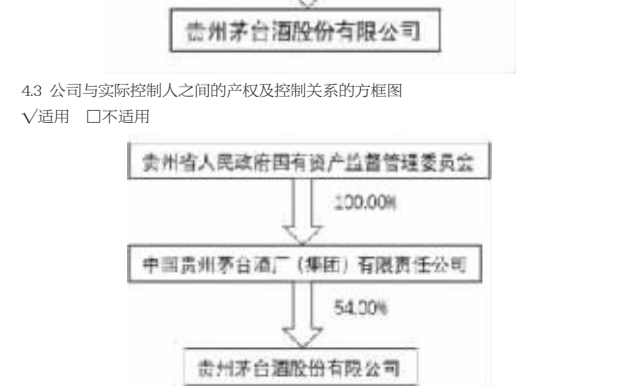 贵州茅台酒股份有限公司
4.3 公司与实际控制人之间的产权及控制关系的方框图
√适用 □不适用
贵州省人民政府国有资产监督管理委员会
100.00%
中国贵州茅台酒厂（集团）有限责任公司
54.00%
贵州茅台酒股份有限公司